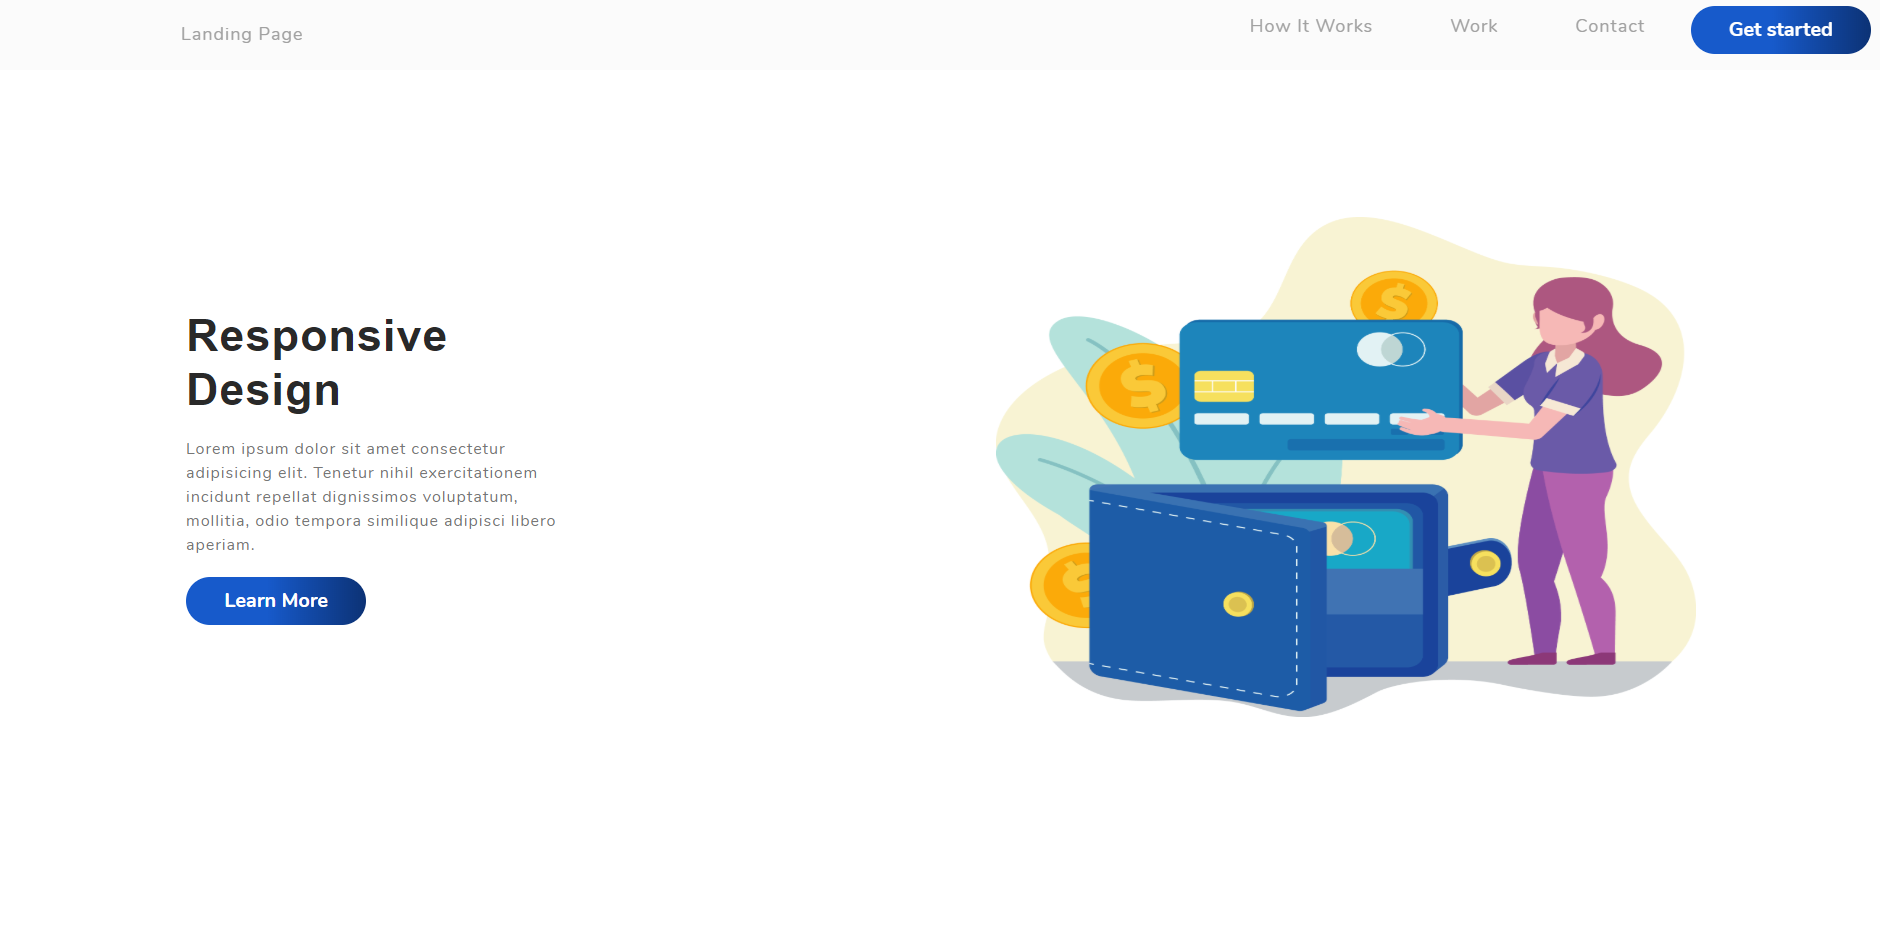 Landing Page
How It Works
Work
Contact
Get started
Responsive
Design
Lorem ipsum dolor sit amet consectetur
adipisicing elit. Tenetur nihil exercitationem
incidunt repellat dignissimos voluptatum,
mollitia, odio tempora similique adipisci libero
aperiam.
Learn More
$
$
$